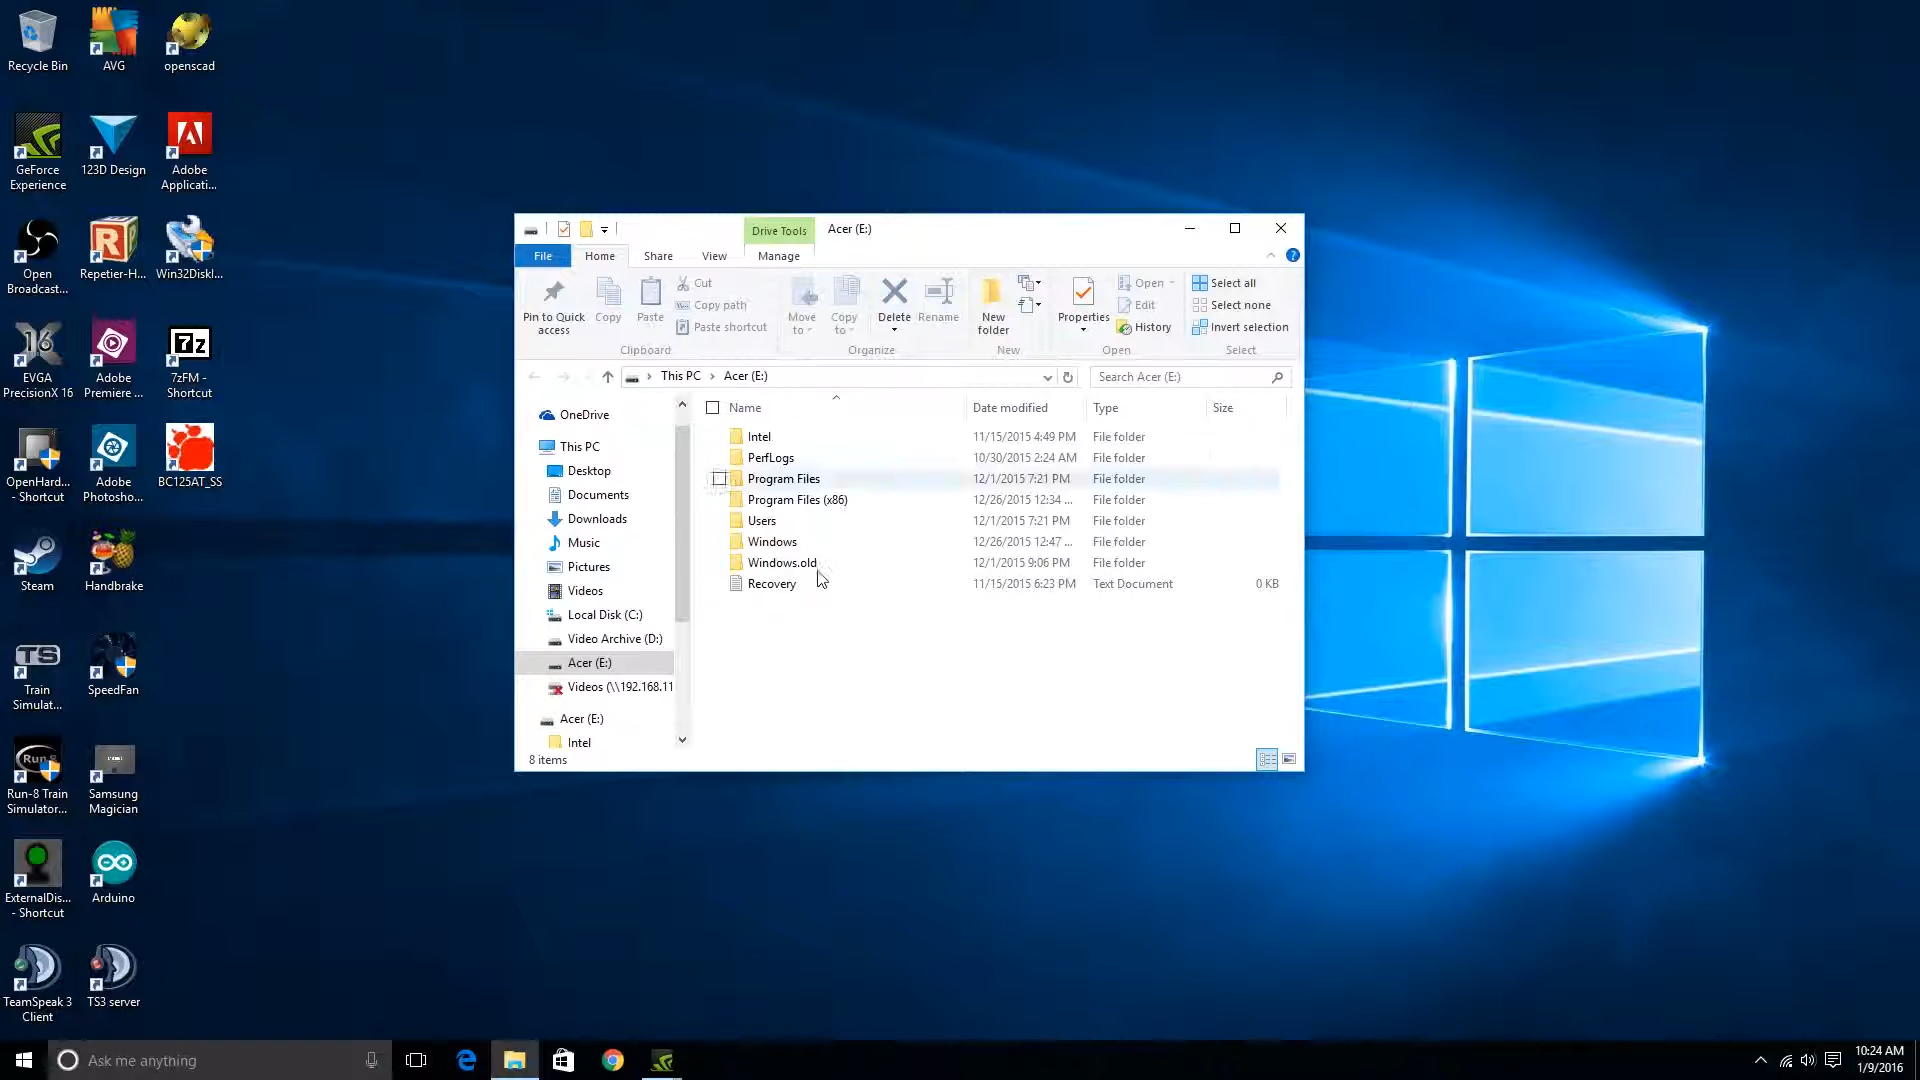 Recycle Bin
AVG
openscad
GeForce
Experience
123D Design
Adobe
Applicati...
Open
Broadcast...
Repetier-H...
Win32DiskI...
EVGA
PrecisionX 16
Adobe
Premiere ...
7zFM -
Shortcut
OpenHard...
- Shortcut
Adobe
Photosho...
BC125AT_SS
Steam
Handbrake
Train
Simulat...
SpeedFan
Run-8 Train
Simulator...
Samsung
Magician
ExternalDis...
- Shortcut
Arduino
TeamSpeak 3
Client
TS3 server
16
7z
TS
Run
Drive Tools
Acer (E:)
File
Home
Share
View
Manage
Pin to Quick
access
Copy
Paste
Cut
Copy path
Paste shortcut
Clipboard
Move
to
Copy
to
Delete
Rename
Organize
New
folder
New
Properties
Open
Edit
History
Open
Select all
Select none
Invert selection
Select
This PC
Acer (E:)
Search Acer (E:)
OneDrive
This PC
Desktop
Documents
Downloads
Music
Pictures
Videos
Local Disk (C:)
Video Archive (D:)
Acer (E:)
Videos (\\192.168.11
Acer (E:)
Intel
Name Date modified Type Size
Intel 11/15/2015 4:49 PM File folder
PerfLogs 10/30/2015 2:24 AM File folder
Program Files 12/1/2015 7:21 PM File folder
Program Files (x86) 12/26/2015 12:34 ... File folder
Users 12/1/2015 7:21 PM File folder
Windows 12/26/2015 12:47 ... File folder
Windows.old 12/1/2015 9:06 PM File folder
Recovery 11/15/2015 6:23 PM Text Document 0 KB
8 items
Ask me anything
10:24 AM
1/9/2016